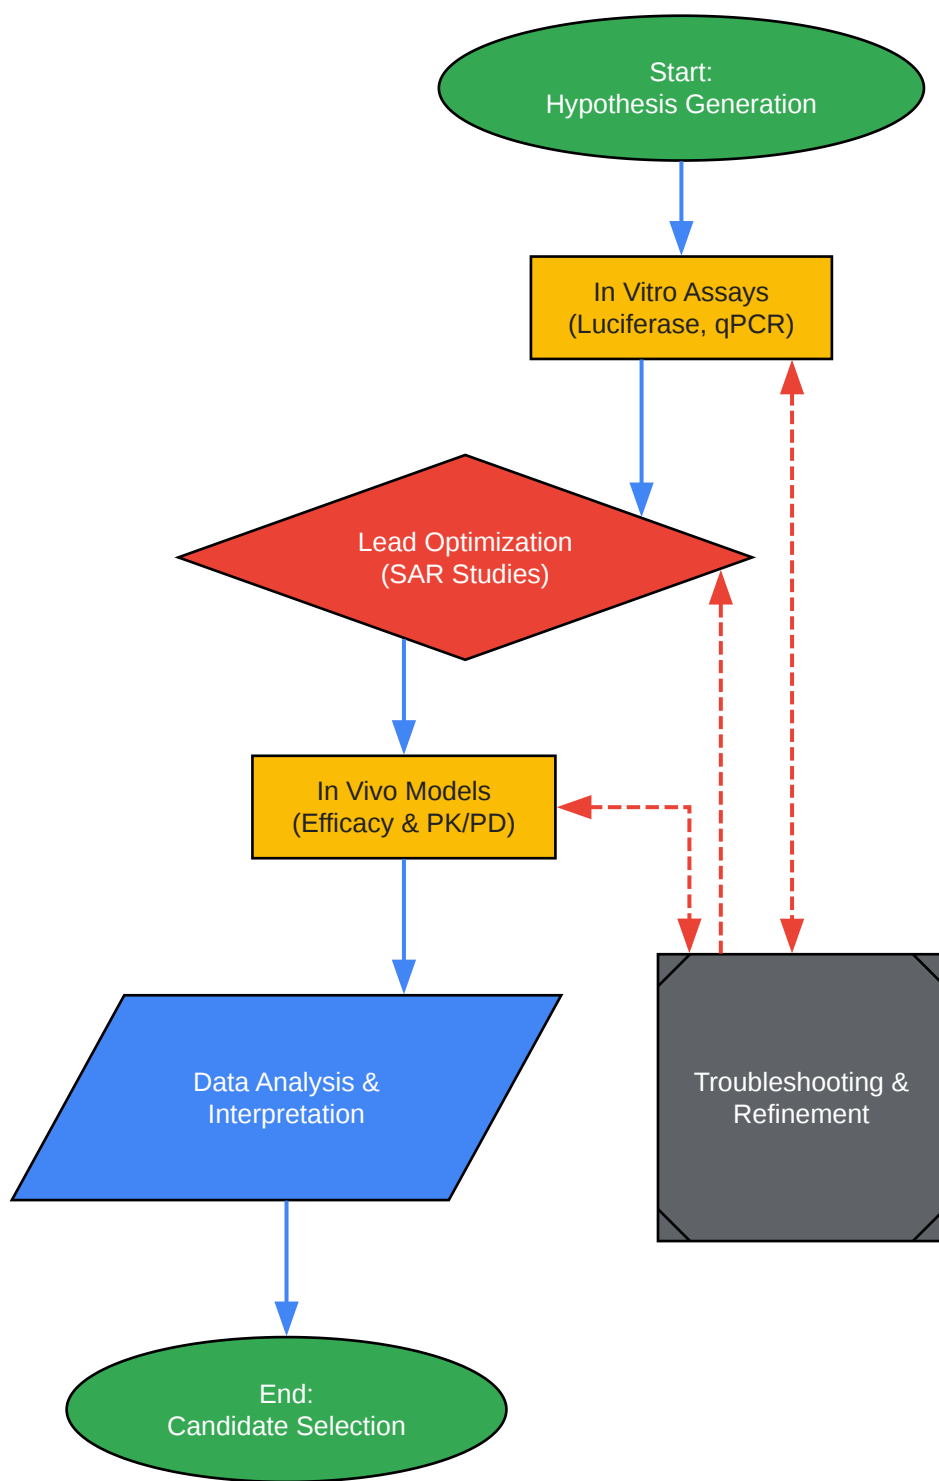 Start:
Hypothesis Generation
In Vitro Assays
(Luciferase, qPCR)
Lead Optimization
(SAR Studies)
In Vivo Models
(Efficacy & PK/PD)
Data Analysis &
Interpretation
Troubleshooting &
Refinement
End:
Candidate Selection